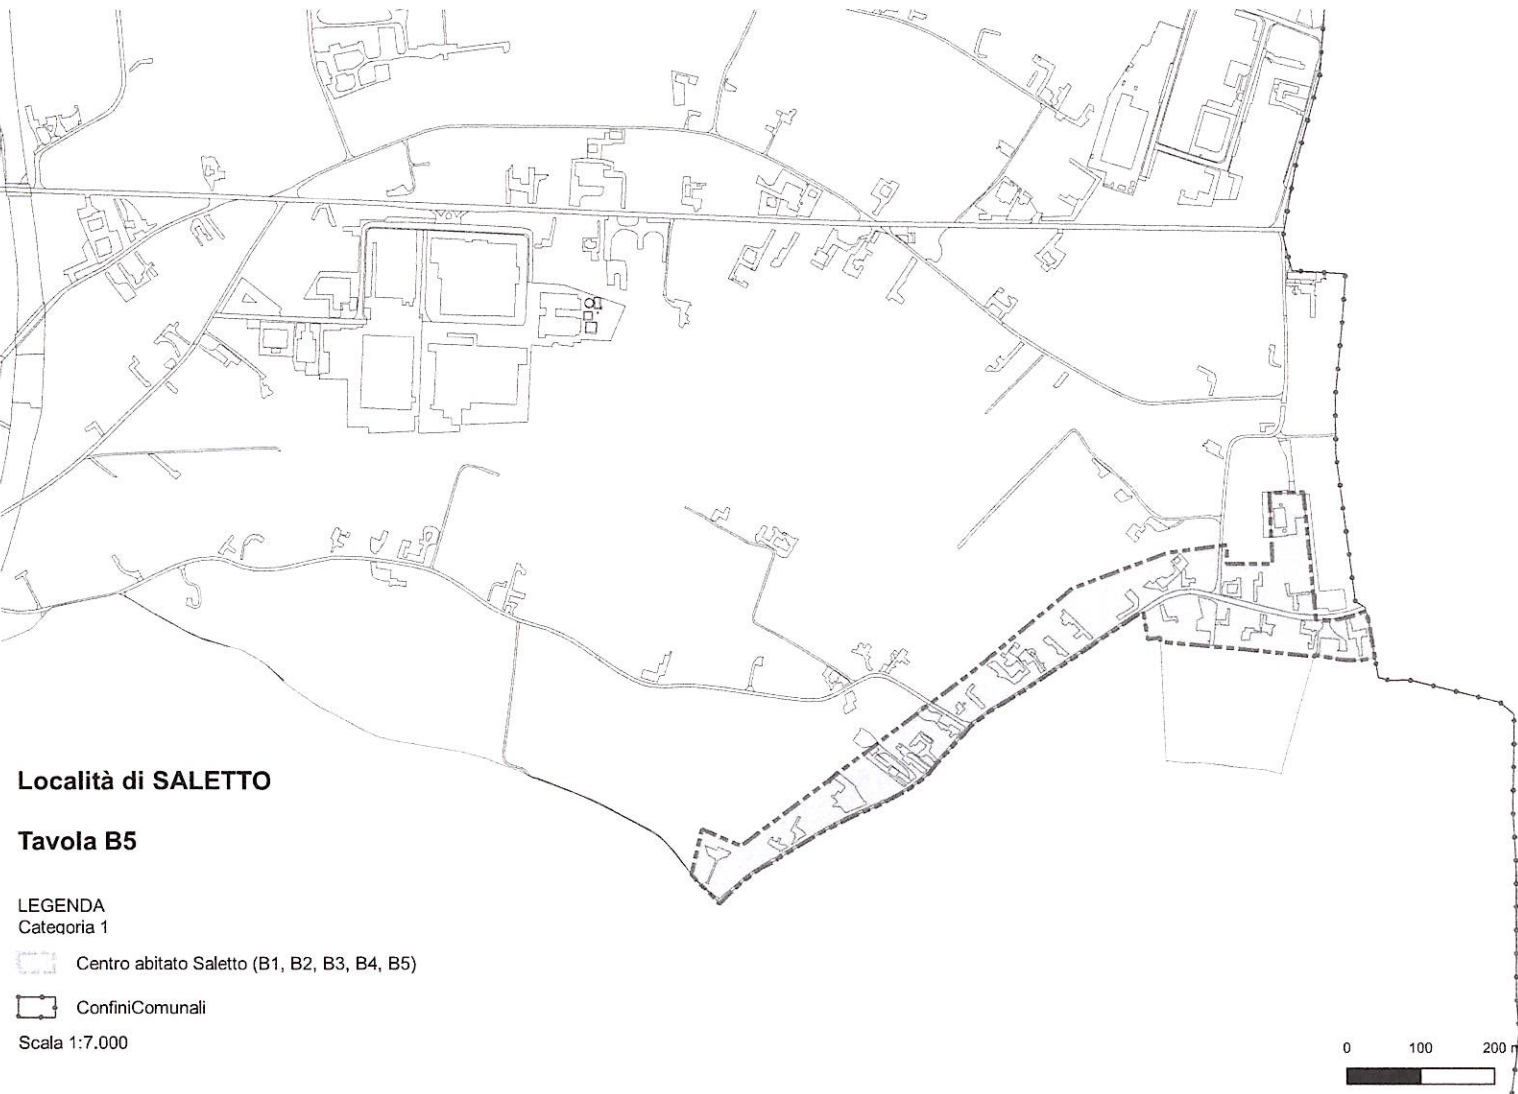 Località di SALETTO
Tavola B5
LEGENDA
Categoria 1
Centro abitato Saletto (B1, B2, B3, B4, B5)
ConfiniComunali
Scala 1:7.000
0 100 200 m